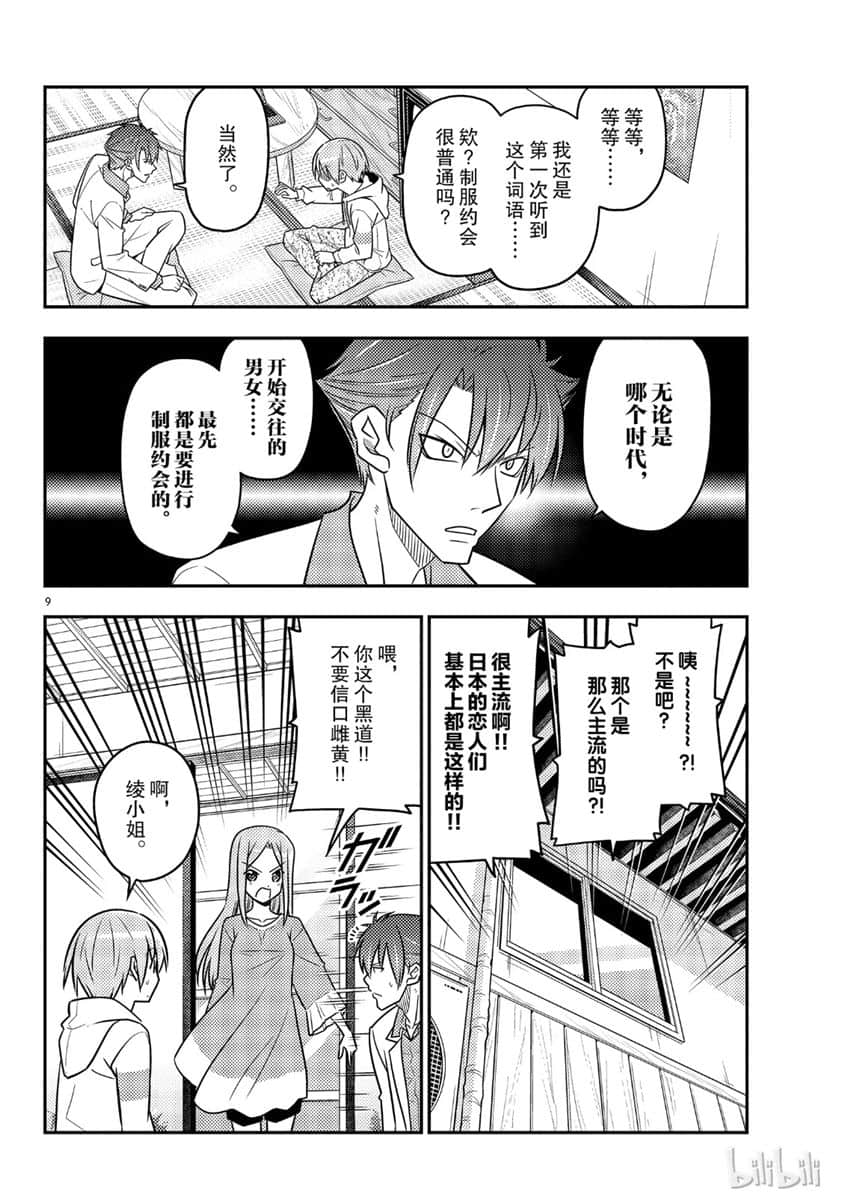 等等，
等等……
我还是
第一次听到
这个词语……
欸？制服约会
很普通吗？
当然了。
无论是
哪个时代，
开始交往的
男女……
最先
都是要进行
制服约会的。
9
咦
~~~~~~~?!
不是吧？
那个是
那么主流的吗?!
很主流啊!!
日本的恋人们
基本上都是这样的!!
喂，
你这个黑道!!
不要信口雌黄!!
ガラッ
啊，
绫小姐。
bilibili